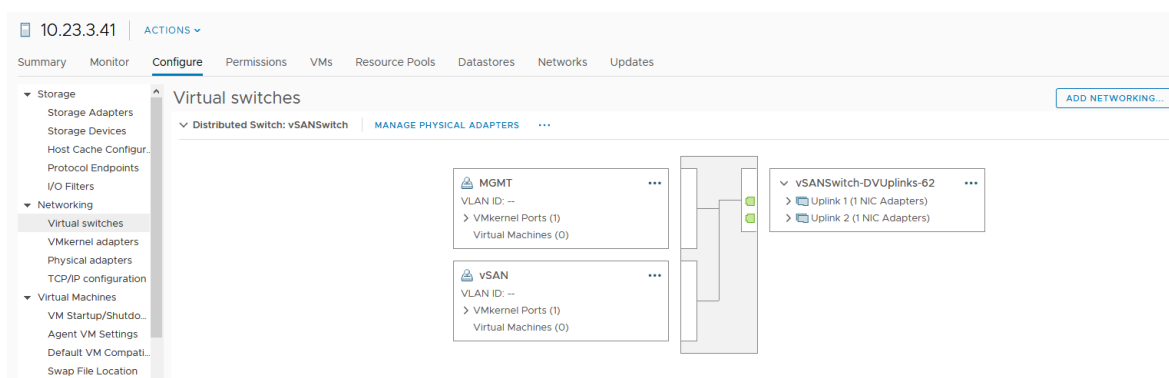 10.23.3.41
ACTIONS
Summary Monitor Configure Permissions VMs Resource Pools Datastores Networks Updates
Storage
Storage Adapters
Storage Devices
Host Cache Configur..
Protocol Endpoints
I/O Filters
Networking
Virtual switches
VMkernel adapters
Physical adapters
TCP/IP configuration
Virtual Machines
VM Startup/Shutdo...
Agent VM Settings
Default VM Compati...
Swap File Location
Virtual switches
ADD NETWORKING...
Distributed Switch: vSANSwitch MANAGE PHYSICAL ADAPTERS ...
MGMT ...
VLAN ID: --
VMkernel Ports (1)
Virtual Machines (0)
vSAN ...
VLAN ID: --
VMkernel Ports (1)
Virtual Machines (0)
vSANSwitch-DVUplinks-62 ...
Uplink 1 (1 NIC Adapters)
Uplink 2 (1 NIC Adapters)